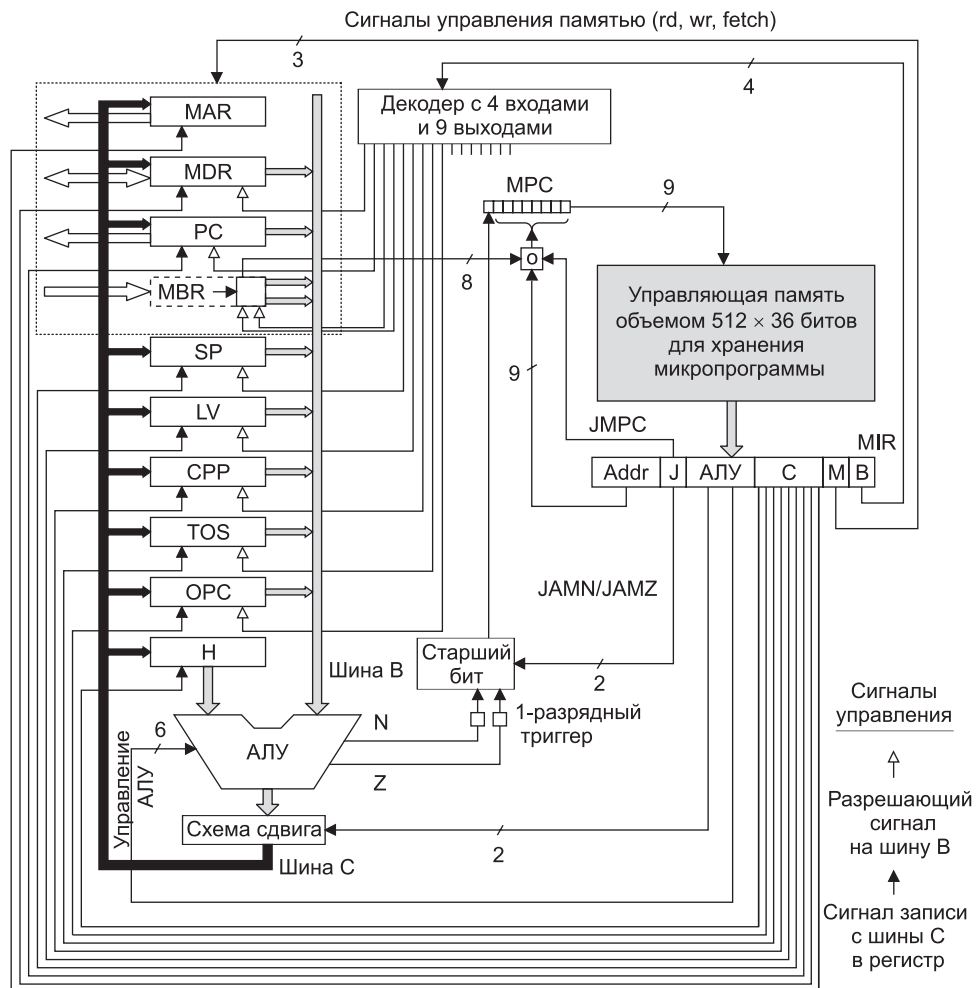 Сигналы управления памятью (rd, wr, fetch)
3
4
Декодер с 4 входами
и 9 выходами
MAR
MDR
PC
MBR
SP
LV
CPP
TOS
OPC
H
MPC
9
8
O
9
Управляющая память
объемом 512 × 36 битов
для хранения
микропрограммы
JMPC
MIR
Addr
J
АЛУ
C
M
B
JAMN/JAMZ
Старший
бит
2
1-разрядный
триггер
Шина B
N
Z
6
АЛУ
Управление
АЛУ
Схема сдвига
2
Шина C
Сигналы
управления
Разрешающий
сигнал
на шину B
Сигнал записи
с шины C
в регистр